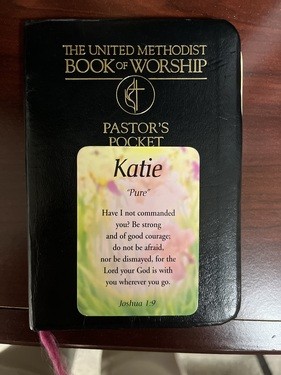 THE UNITED METHODIST
BOOK OF WORSHIP
PASTOR'S
POCKET
Katie
"Pure"
Have I not commanded
you? Be strong
and of good courage;
do not be afraid,
nor be dismayed, for the
Lord your God is with
you wherever you go.
Joshua 1:9